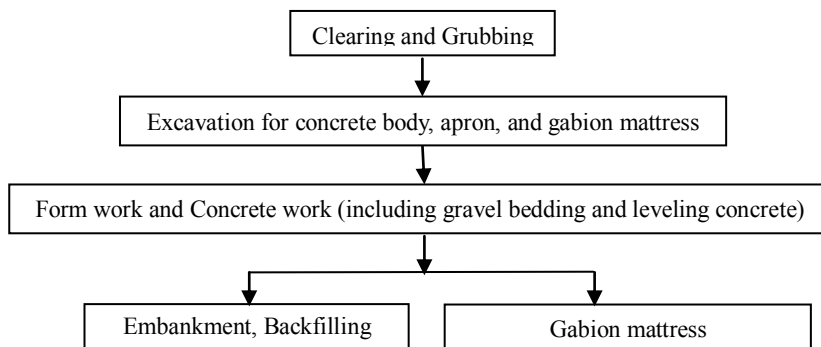 Clearing and Grubbing
Excavation for concrete body, apron, and gabion mattress
Form work and Concrete work (including gravel bedding and leveling concrete)
Embankment, Backfilling
Gabion mattress